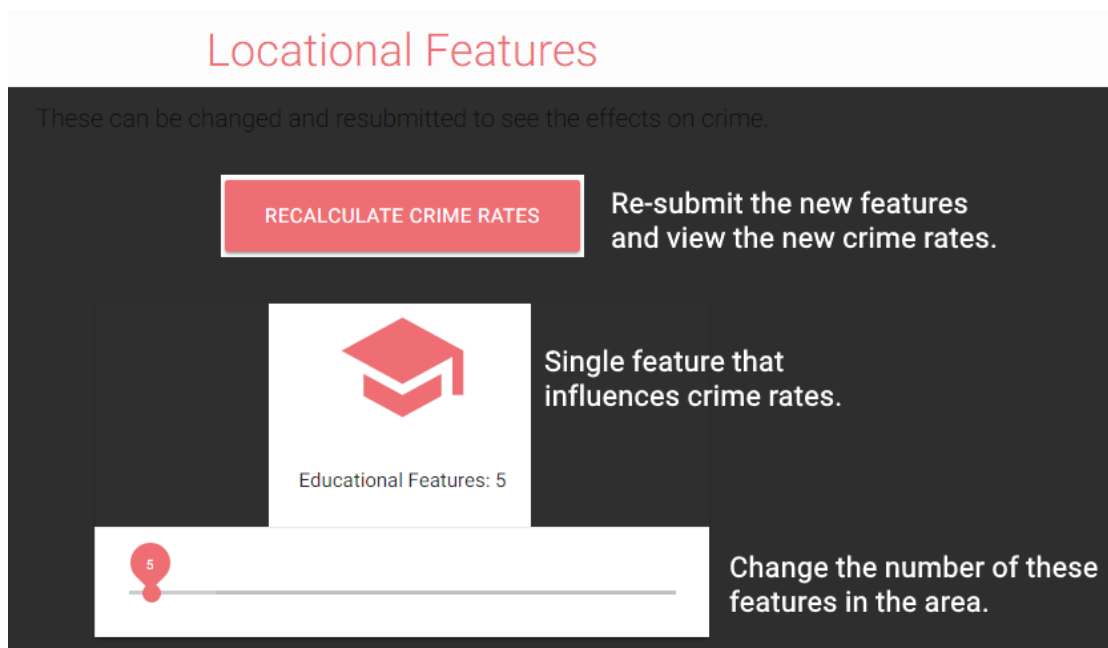 Locational Features
These can be changed and resubmitted to see the effects on crime.
RECALCULATE CRIME RATES
Re-submit the new features
and view the new crime rates.
Single feature that
influences crime rates.
Educational Features: 5
5
Change the number of these
features in the area.